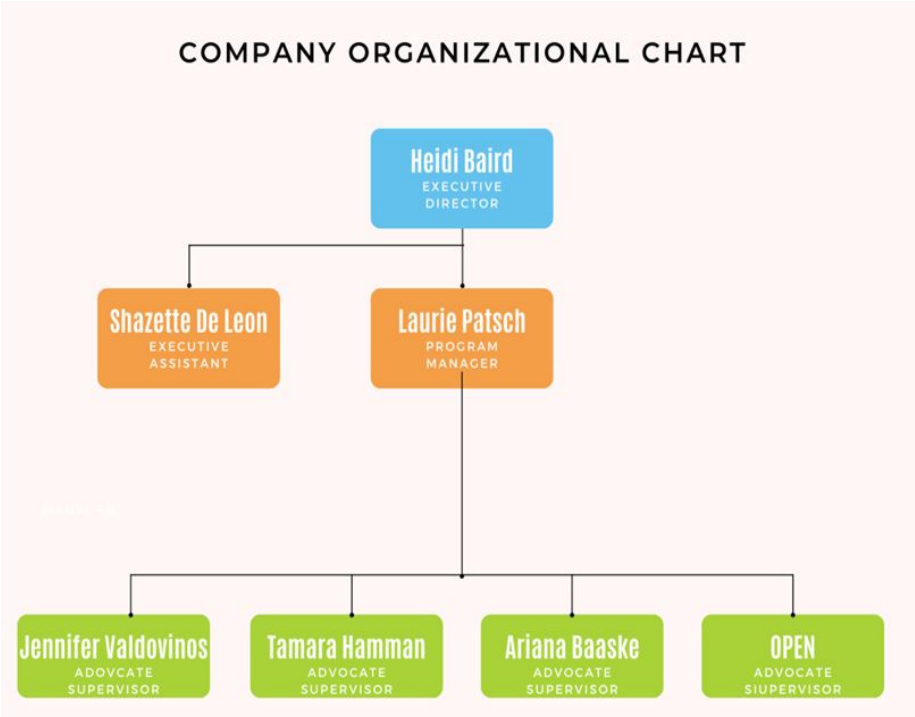 COMPANY ORGANIZATIONAL CHART
Heidi Baird
EXECUTIVE
DIRECTOR
Shazette De Leon
EXECUTIVE
ASSISTANT
Laurie Patsch
PROGRAM
MANAGER
Jennifer Valdovinos
ADOVCATE
SUPERVISOR
Tamara Hamman
ADVOCATE
SUPERVISOR
Ariana Baaske
ADVOCATE
SUPERVISOR
OPEN
ADVOCATE
SIUPERVISOR